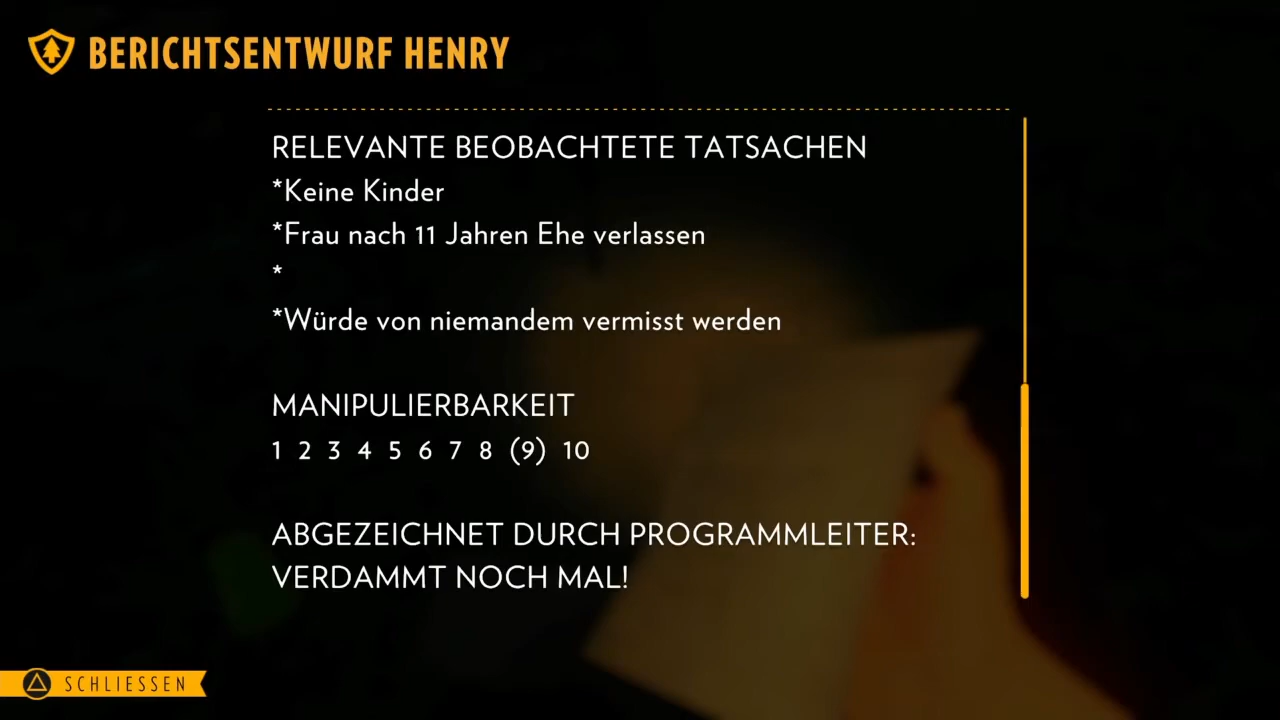 BERICHTSENTWURF HENRY
RELEVANTE BEOBACHTETE TATSACHEN
*Keine Kinder
*Frau nach 11 Jahren Ehe verlassen
*
*Würde von niemandem vermisst werden
MANIPULIERBARKEIT
1 2 3 4 5 6 7 8 (9) 10
ABGEZEICHNET DURCH PROGRAMMLEITER:
VERDAMMT NOCH MAL!
SCHLIESSEN